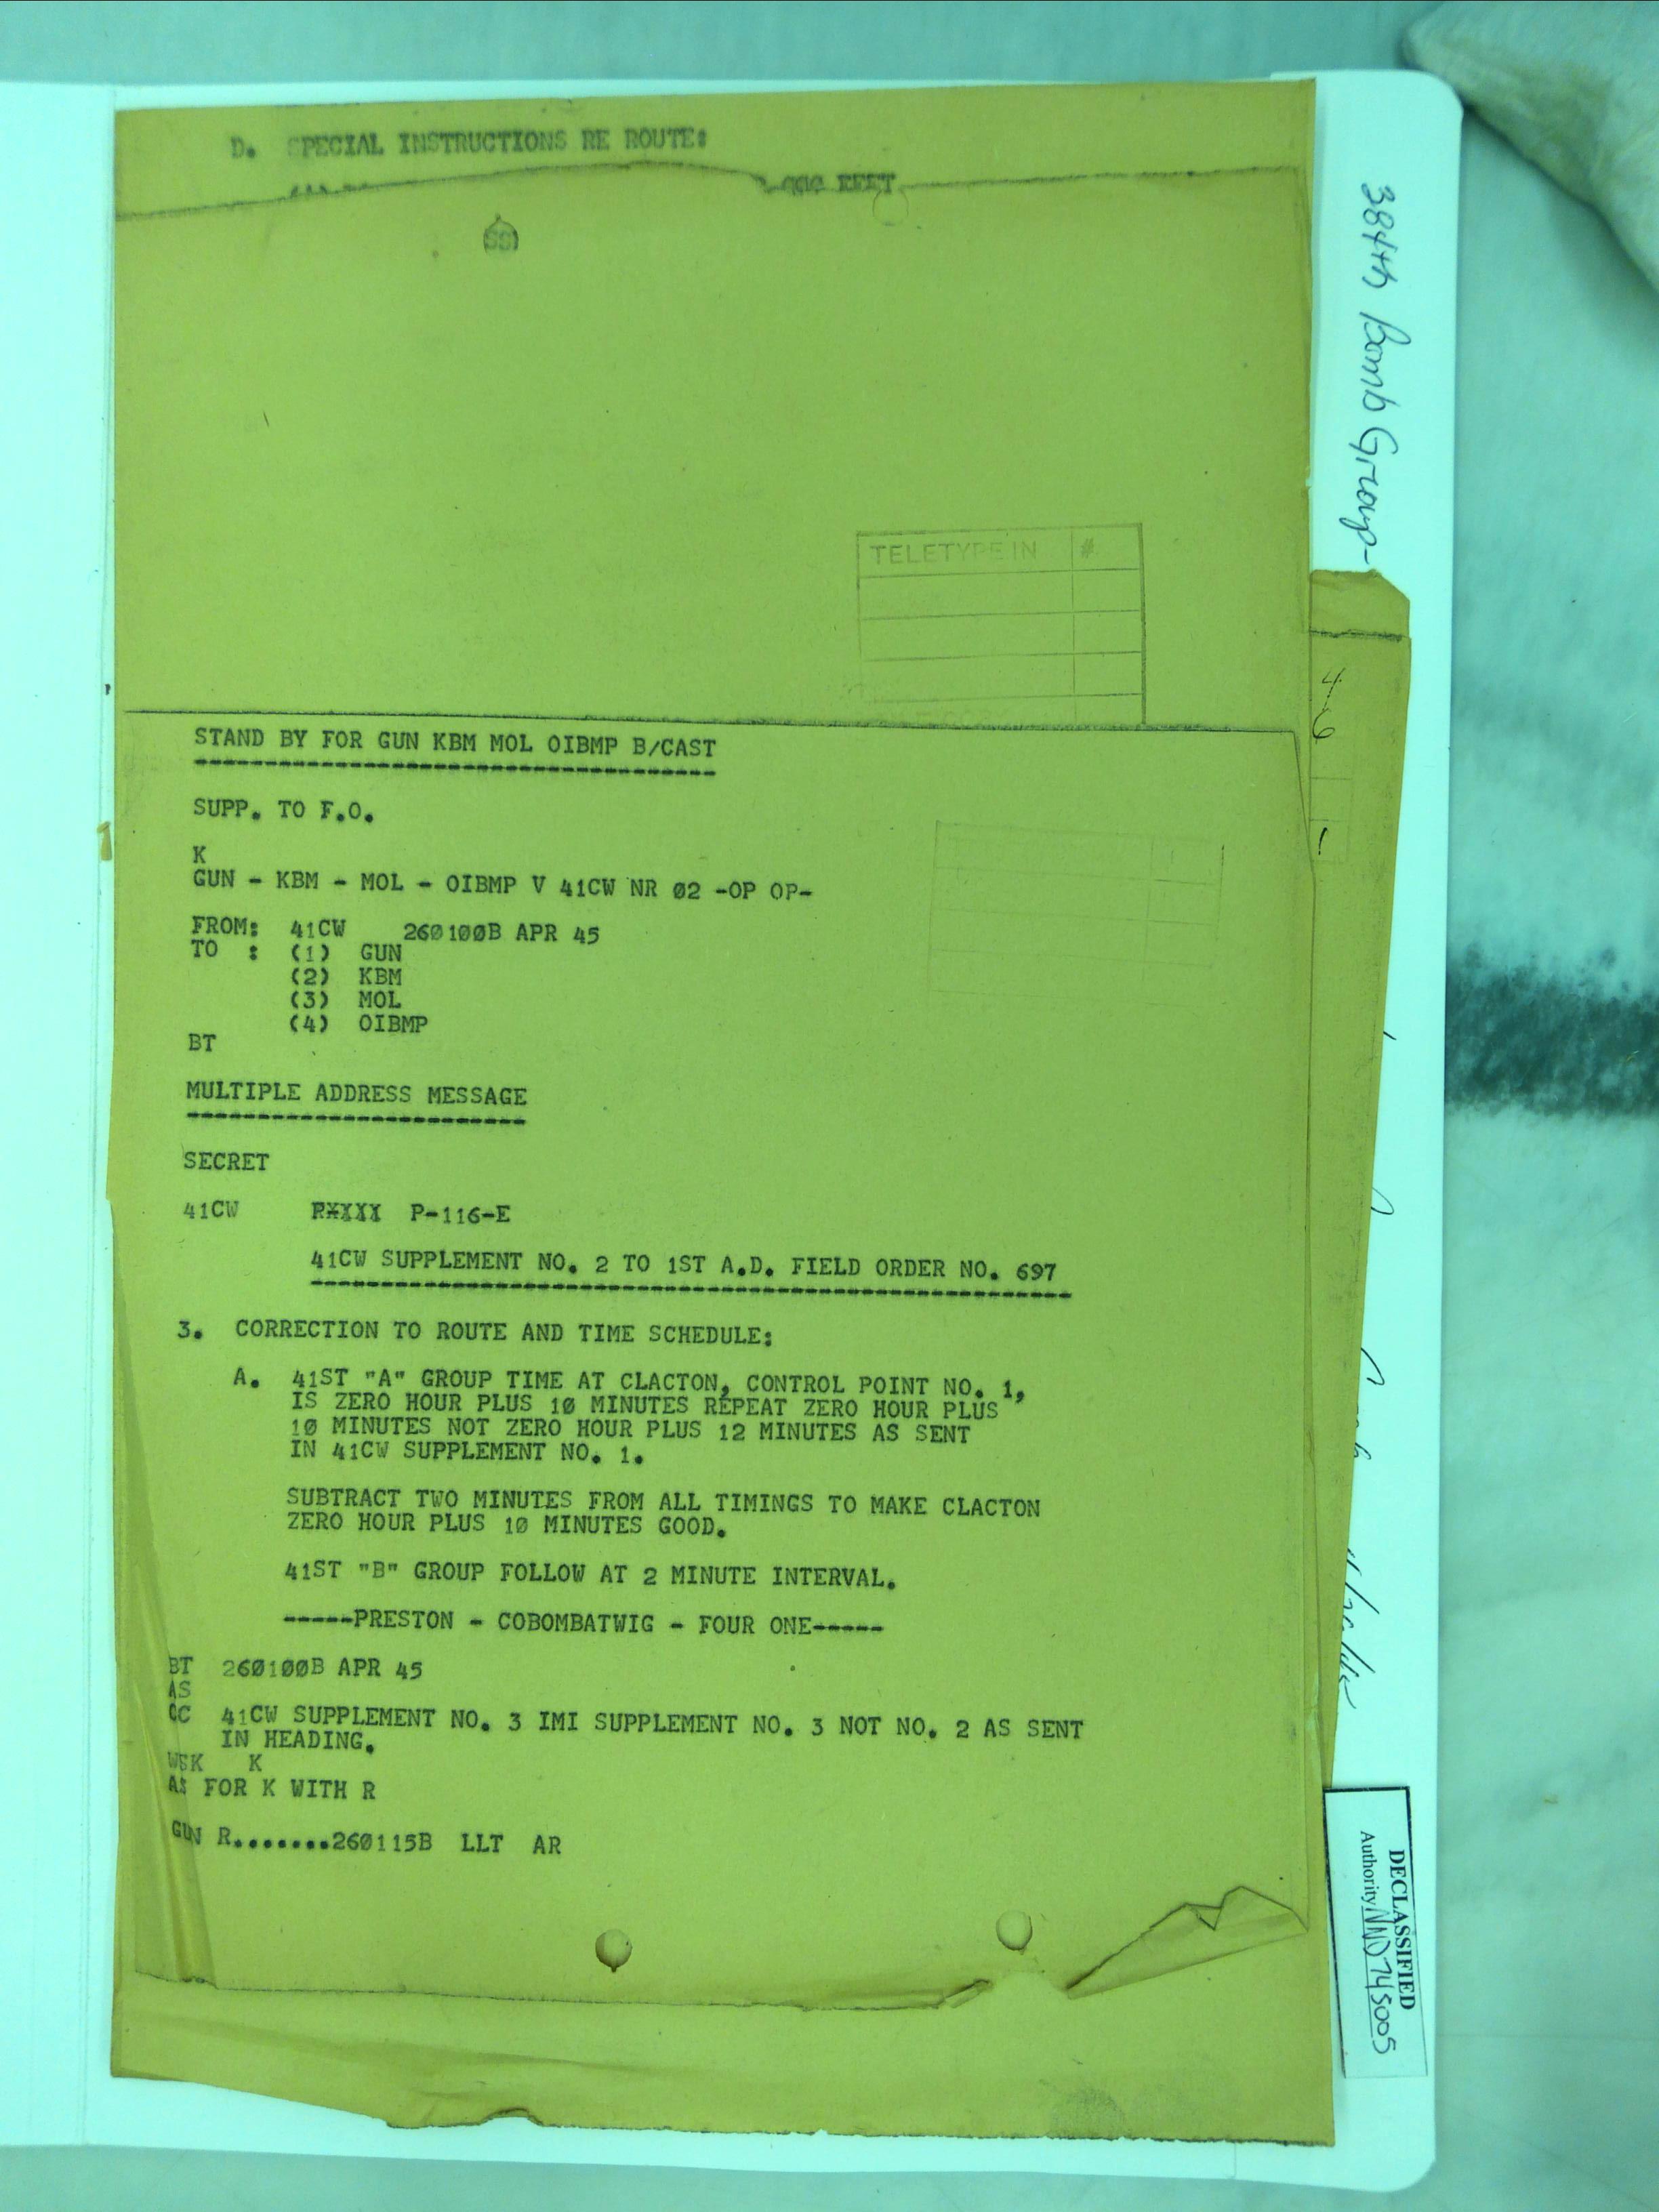 D. SPECIAL INSTRUCTIONS RE ROUTE:
TELETYPE IN #
STAND BY FOR GUN KBM MOL OIBMP B/CAST
-------------------------------------
SUPP. TO F.O.
K
GUN - KBM - MOL - OIBMP V 41CW NR 02 -OP OP-
FROM: 41CW 260100B APR 45
TO : (1) GUN
(2) KBM
(3) MOL
(4) OIBMP
BT
MULTIPLE ADDRESS MESSAGE
------------------------
SECRET
41CW P-116-E
41CW SUPPLEMENT NO. 2 TO 1ST A.D. FIELD ORDER NO. 697
------------------------------------------------------
3. CORRECTION TO ROUTE AND TIME SCHEDULE:
A. 41ST "A" GROUP TIME AT CLACTON, CONTROL POINT NO. 1,
IS ZERO HOUR PLUS 10 MINUTES REPEAT ZERO HOUR PLUS
10 MINUTES NOT ZERO HOUR PLUS 12 MINUTES AS SENT
IN 41CW SUPPLEMENT NO. 1.
SUBTRACT TWO MINUTES FROM ALL TIMINGS TO MAKE CLACTON
ZERO HOUR PLUS 10 MINUTES GOOD.
41ST "B" GROUP FOLLOW AT 2 MINUTE INTERVAL.
-----PRESTON - COBOMBATWIG - FOUR ONE-----
BT 260100B APR 45
AS
CC 41CW SUPPLEMENT NO. 3 IMI SUPPLEMENT NO. 3 NOT NO. 2 AS SENT
IN HEADING.
K
AS FOR K WITH R
GUN R.......260115B LLT AR
384th Bomb Group-
46
DECLASSIFIED
Authority NND745005